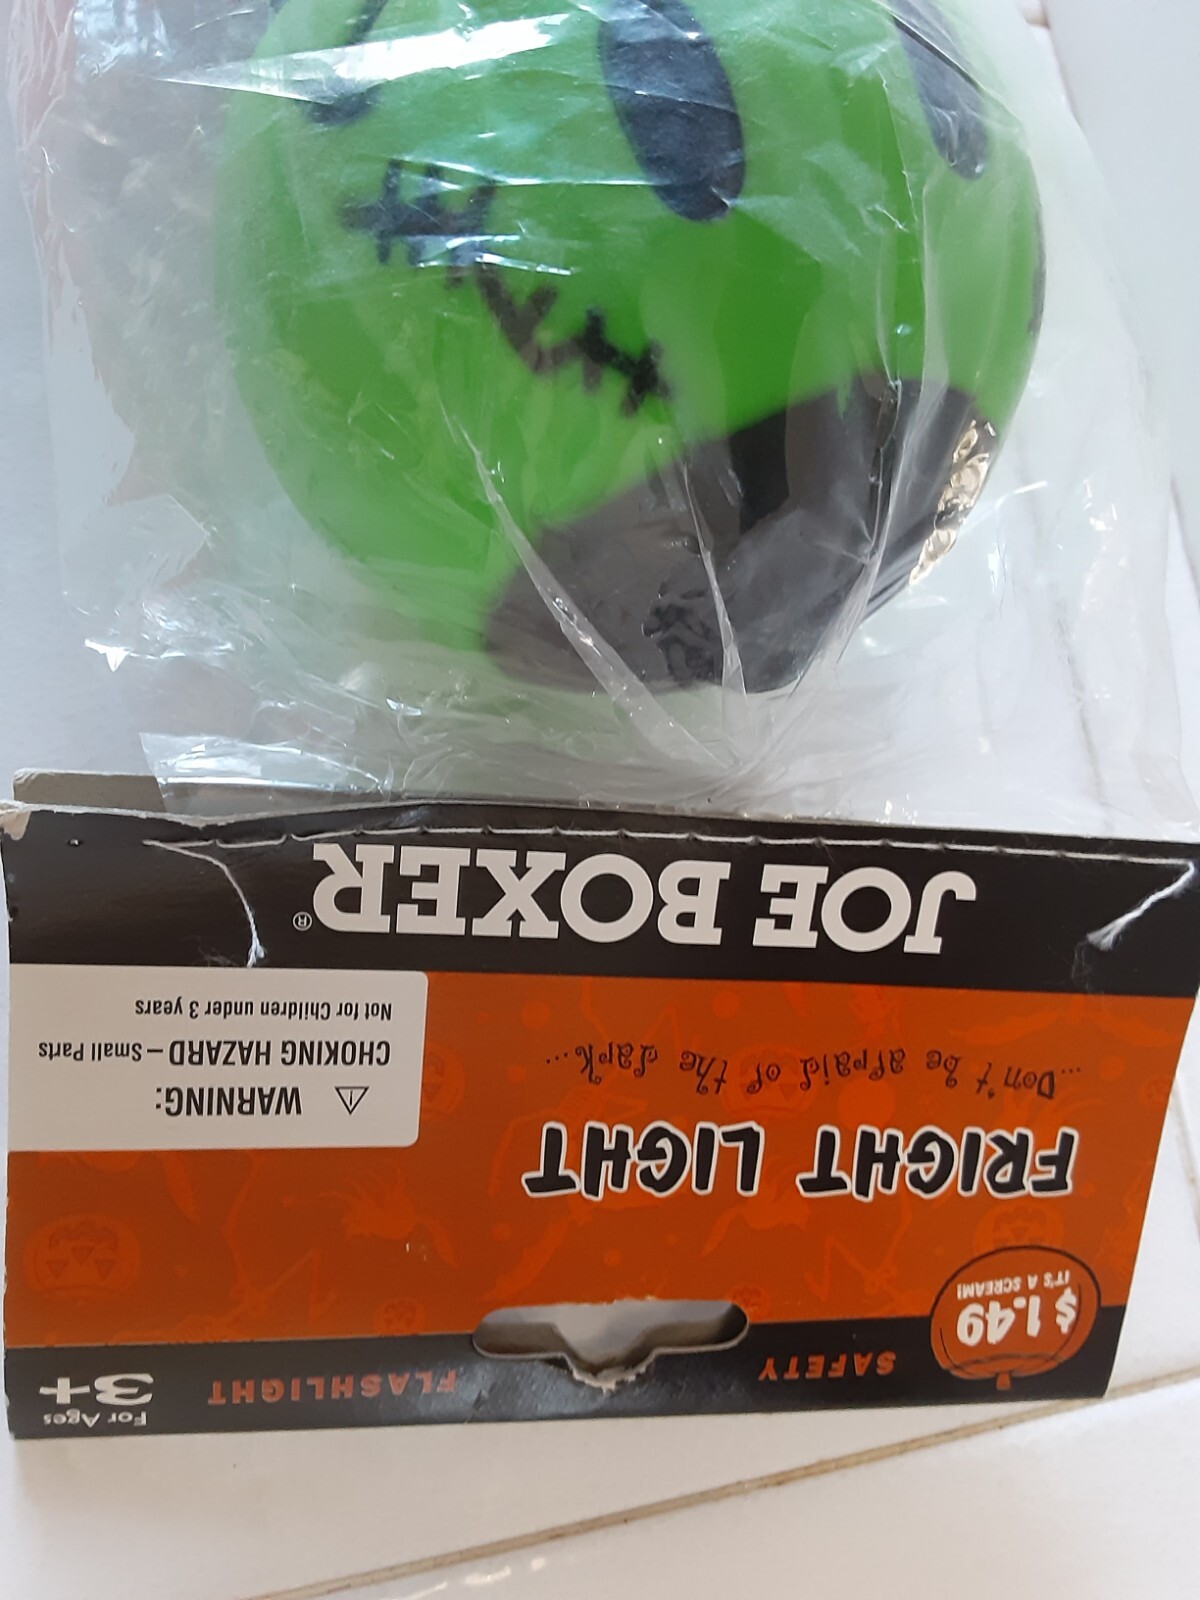 SAFETY FLASHLIGHT
For Ages
3+
$1.49
IT'S A SCREAM!
FRIGHT LIGHT
...Don't be afraid of the dark...
WARNING:
CHOKING HAZARD – Small Parts
Not for Children under 3 years
JOE BOXER®